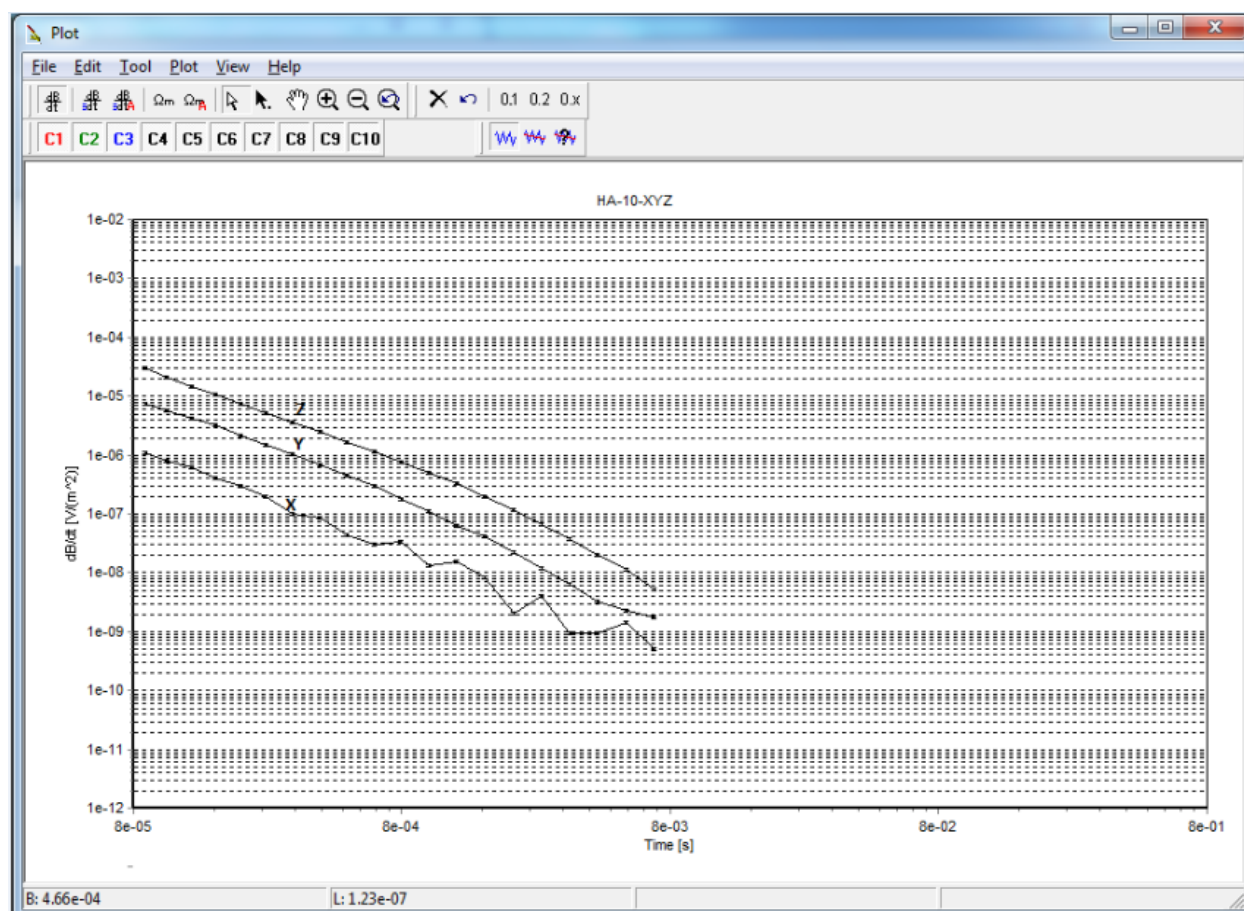 Plot
File Edit Tool Plot View Help
Ωm Ωm A 0.1 0.2 0.x
C1 C2 C3 C4 C5 C6 C7 C8 C9 C10
HA-10-XYZ
1e-02
1e-03
1e-04
1e-05
1e-06
1e-07
1e-08
1e-09
1e-10
1e-11
1e-12
dB/dt [V/(m^2)]
Z
Y
X
8e-05 8e-04 8e-03 8e-02 8e-01
Time [s]
B: 4.66e-04 L: 1.23e-07